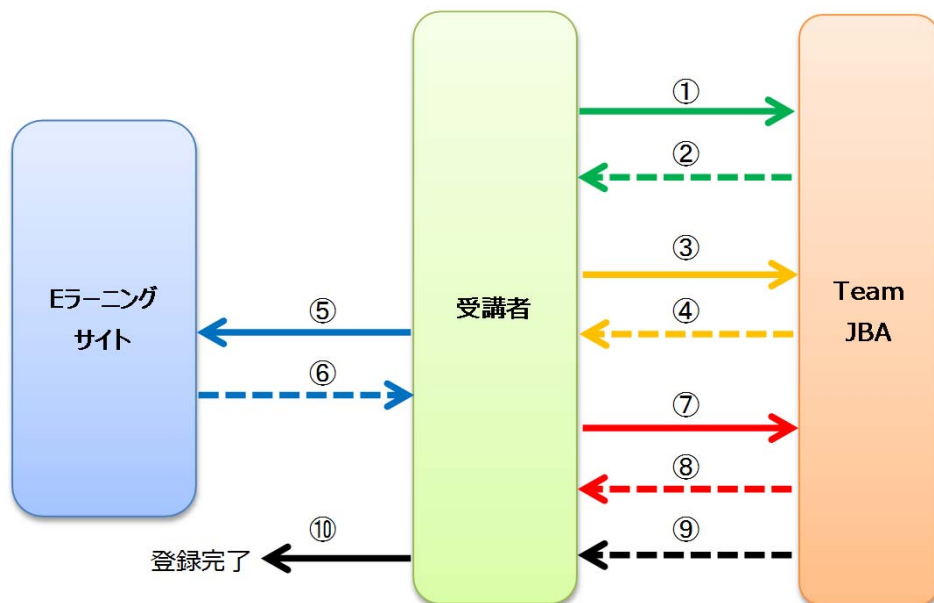 ①
②
③
④
Eラーニング
サイト
⑤
⑥
受講者
Team
JBA
⑦
⑧
⑨
⑩
登録完了